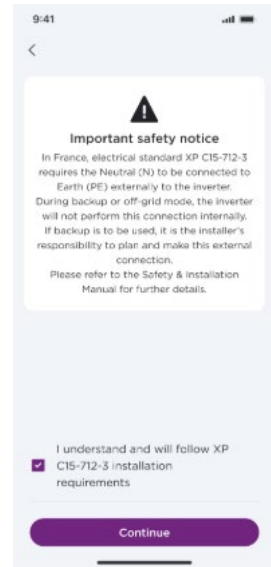 9:41
Important safety notice
In France, electrical standard XP C15-712-3
requires the Neutral (N) to be connected to
Earth (PE) externally to the inverter.
During backup or off-grid mode, the inverter
will not perform this connection internally.
If backup is to be used, it is the installer's
responsibility to plan and make this external
connection.
Please refer to the Safety & Installation
Manual for further details.
I understand and will follow XP
C15-712-3 installation
requirements
Continue